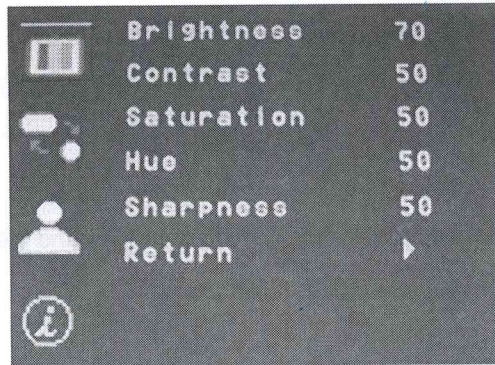 Brightness 70
Contrast 50
Saturation 50
Hue 50
Sharpness 50
Return
i